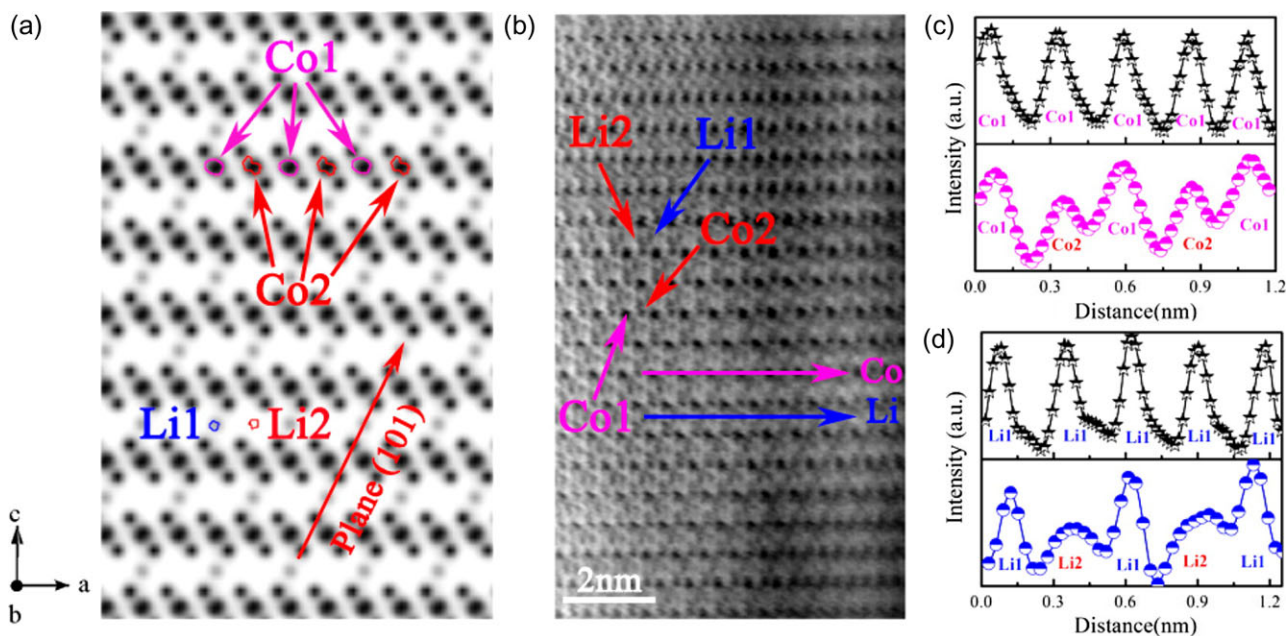 (a)
Co1
Co2
Li1
Li2
Plane (101)
c
a
b
(b)
Li2
Li1
Co2
Co1
Co
Li
2nm
(c)
Intensity (a.u.)
Co1 Co1 Co1 Co1 Co1
Co1 Co2 Co1 Co2 Co1
0.0 0.3 0.6 0.9 1.2
Distance(nm)
(d)
Intensity (a.u.)
Li1 Li1 Li1 Li1 Li1
Li1 Li2 Li1 Li2 Li1
0.0 0.3 0.6 0.9 1.2
Distance(nm)